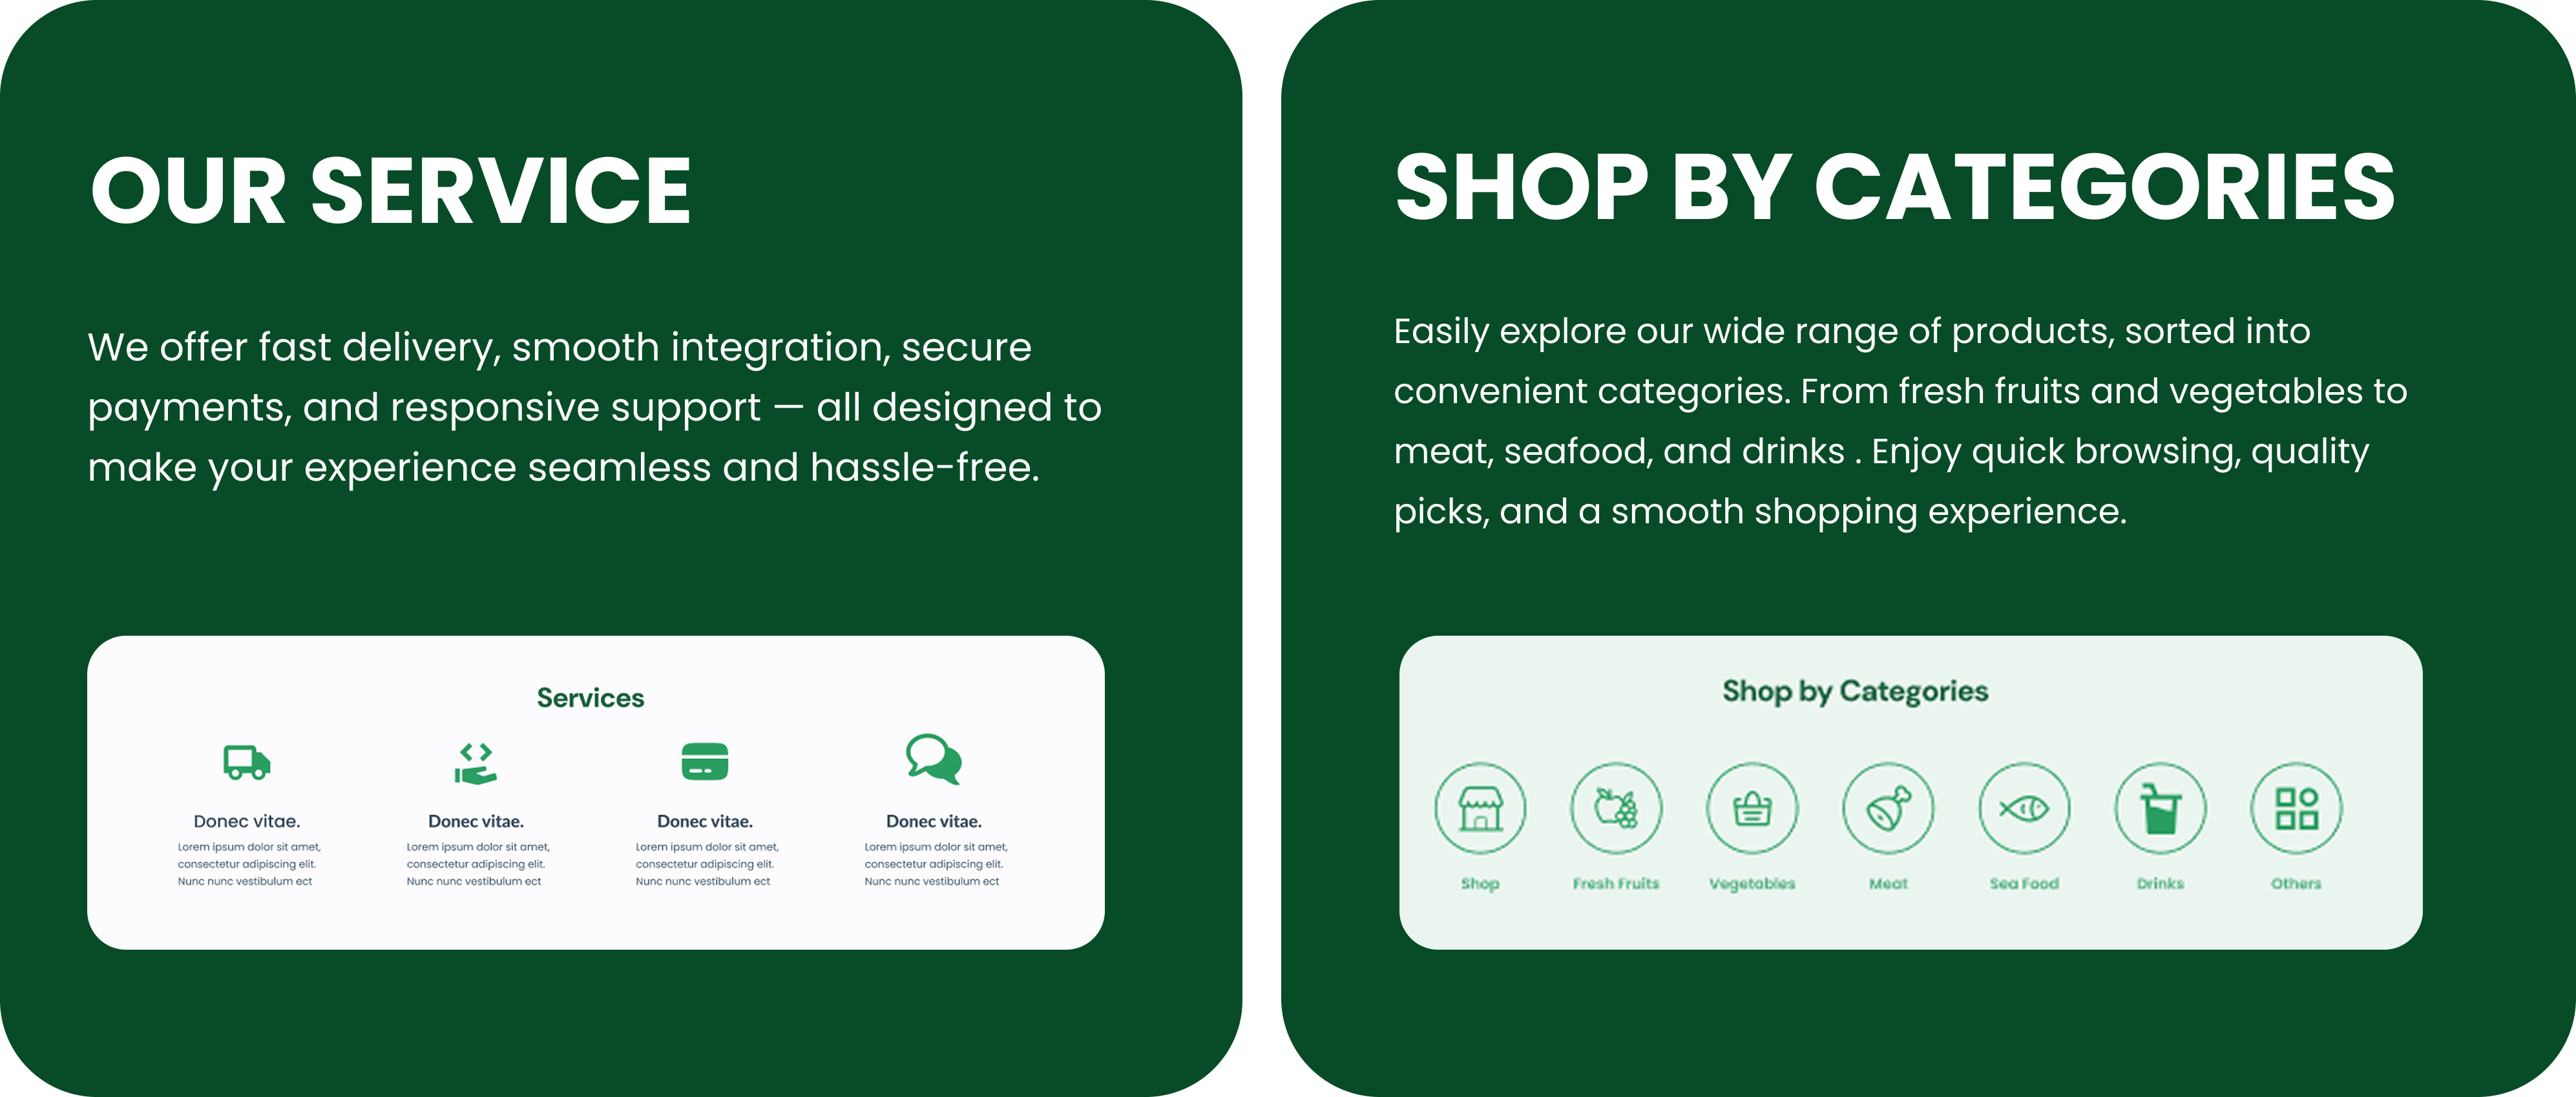 OUR SERVICE
We offer fast delivery, smooth integration, secure
payments, and responsive support — all designed to
make your experience seamless and hassle-free.
Services
Donec vitae.
Lorem ipsum dolor sit amet,
consectetur adipiscing elit.
Nunc nunc vestibulum ect
Donec vitae.
Lorem ipsum dolor sit amet,
consectetur adipiscing elit.
Nunc nunc vestibulum ect
Donec vitae.
Lorem ipsum dolor sit amet,
consectetur adipiscing elit.
Nunc nunc vestibulum ect
Donec vitae.
Lorem ipsum dolor sit amet,
consectetur adipiscing elit.
Nunc nunc vestibulum ect
SHOP BY CATEGORIES
Easily explore our wide range of products, sorted into
convenient categories. From fresh fruits and vegetables to
meat, seafood, and drinks . Enjoy quick browsing, quality
picks, and a smooth shopping experience.
Shop by Categories
Shop
Fresh Fruits
Vegetables
Meat
Sea Food
Drinks
Others